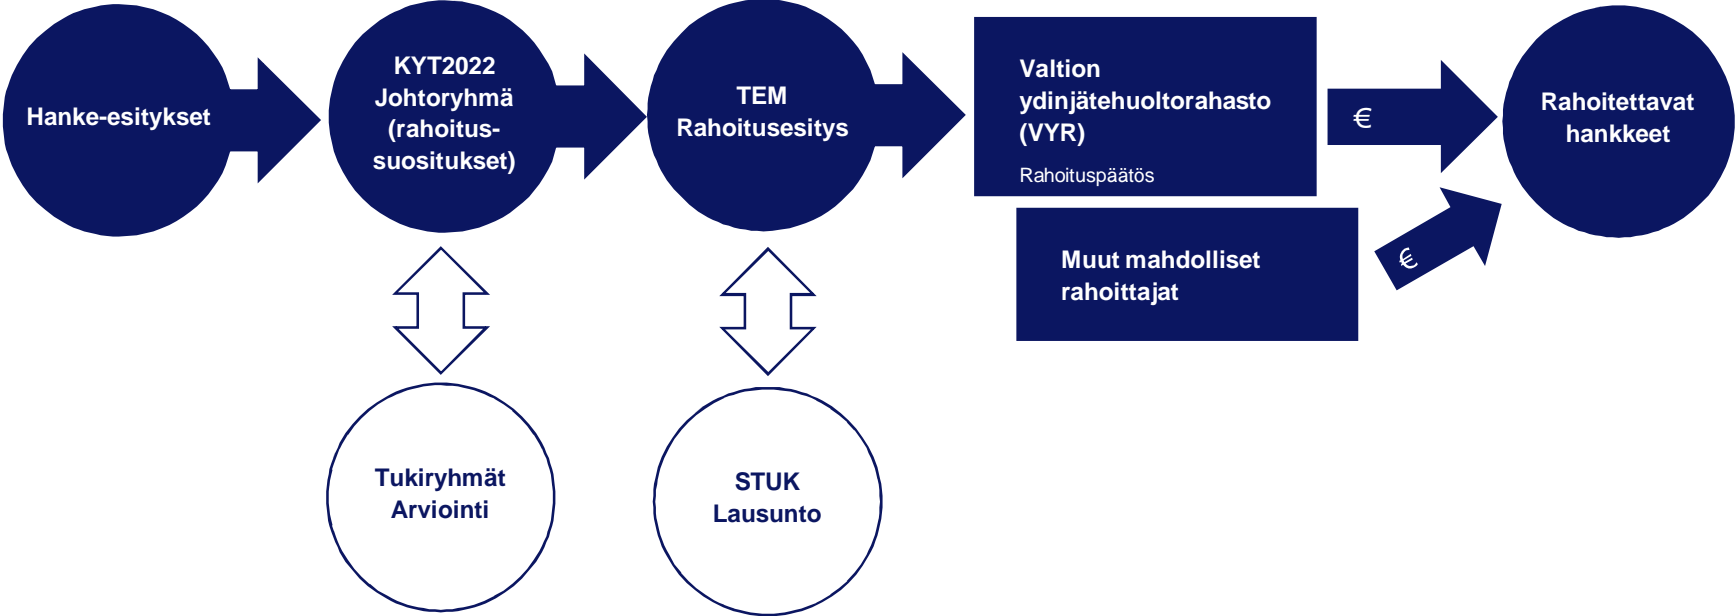 Hanke-esitykset
KYT2022
Johtoryhmä
(rahoitus-
suositukset)
TEM
Rahoitusesitys
Valtion
ydinjätehuoltorahasto
(VYR)
Rahoituspäätös
€
Rahoitettavat
hankkeet
Muut mahdolliset
rahoittajat
€
Tukiryhmät
Arviointi
STUK
Lausunto